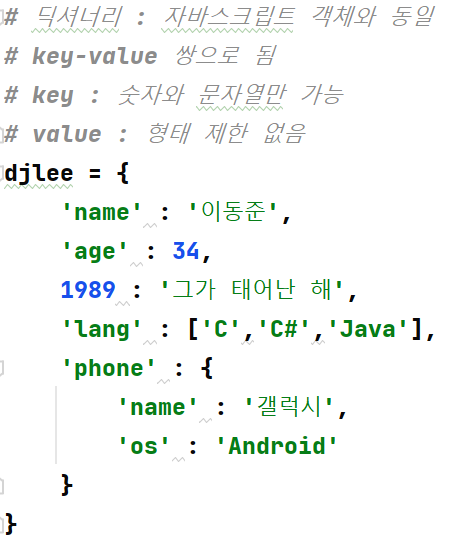 # 딕셔너리 : 자바스크립트 객체와 동일
# key-value 쌍으로 됨
# key : 숫자와 문자열만 가능
# value : 형태 제한 없음
djlee = {
    'name' : '이동준',
    'age' : 34,
    1989 : '그가 태어난 해',
    'lang' : ['C','C#','Java'],
    'phone' : {
        'name' : '갤럭시',
        'os' : 'Android'
    }
}